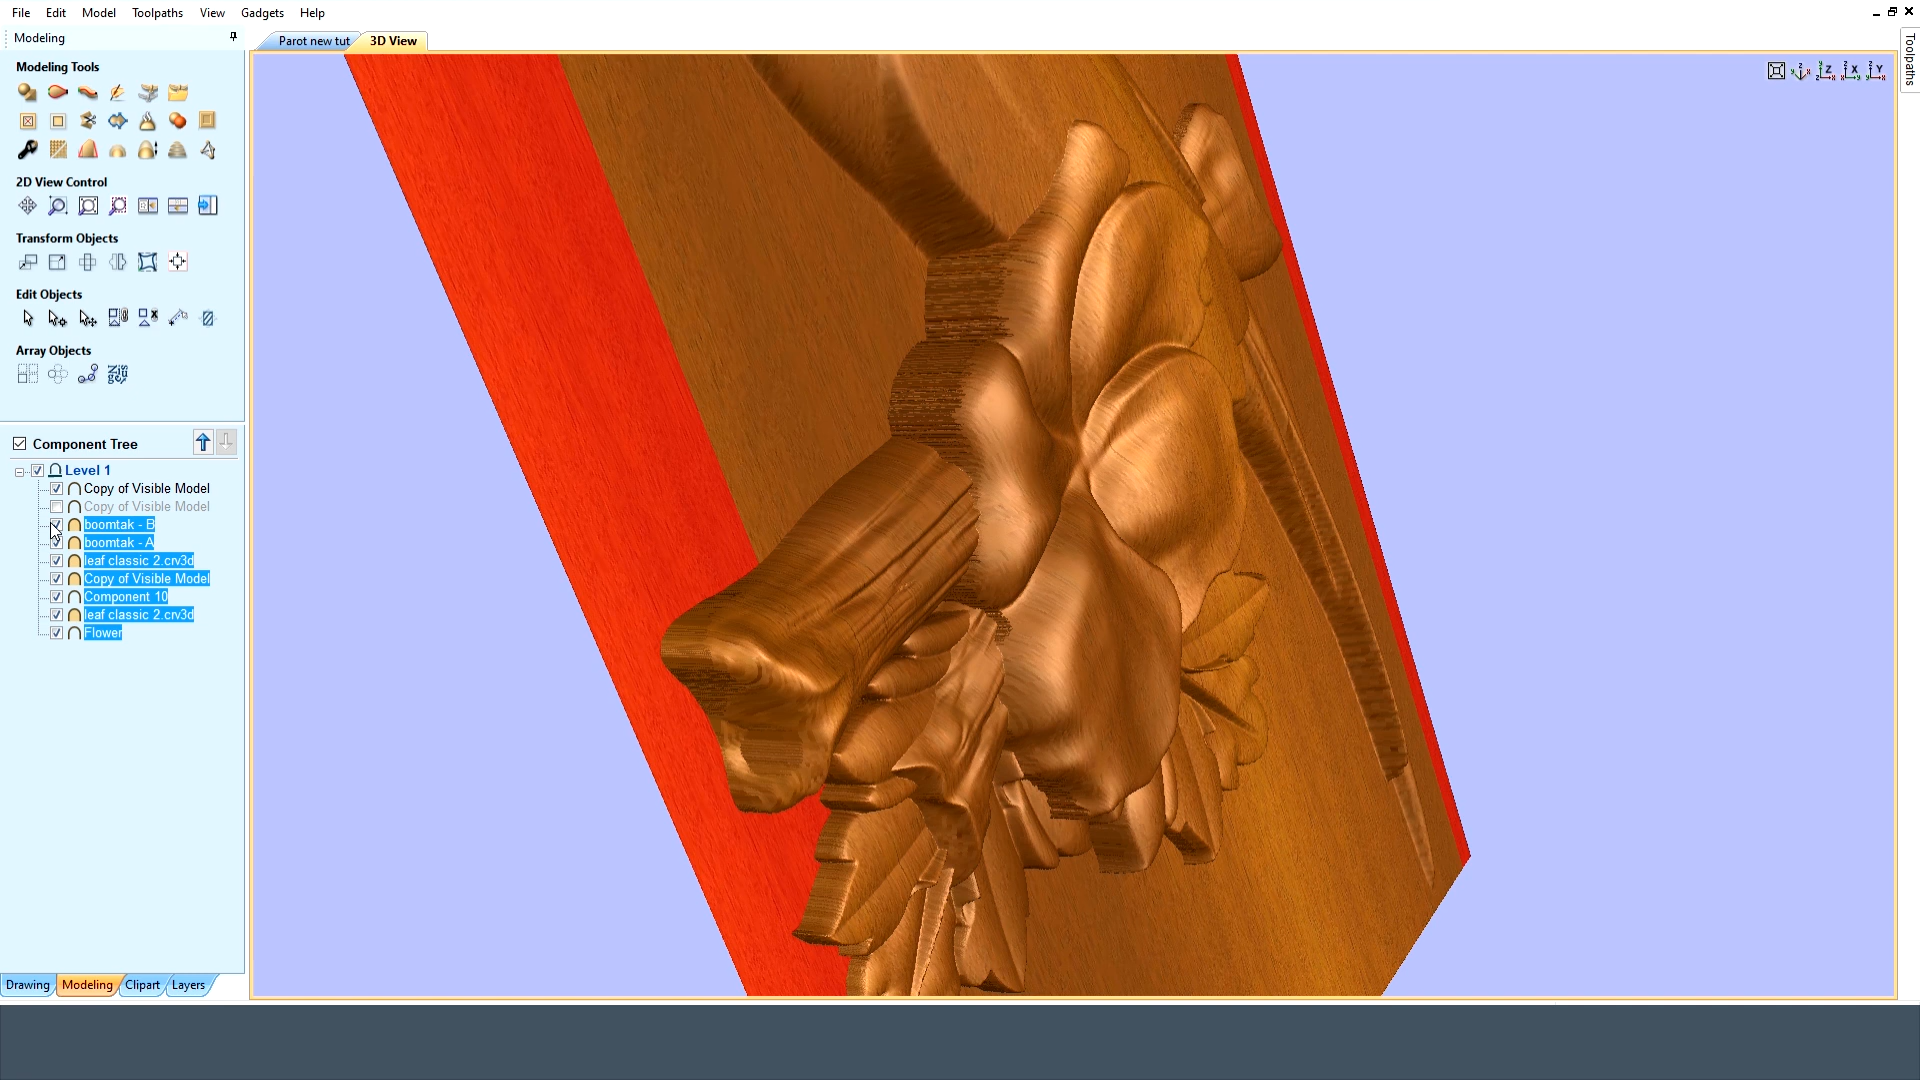 File Edit Model Toolpaths View Gadgets Help
Modeling
Parot new tut
3D View
Toolpaths
Modeling Tools
2D View Control
Transform Objects
Edit Objects
Array Objects
Component Tree
Level 1
Copy of Visible Model
Copy of Visible Model
boomtak - B
boomtak - A
leaf classic 2.crv3d
Copy of Visible Model
Component 10
leaf classic 2.crv3d
Flower
Drawing Modeling Clipart Layers